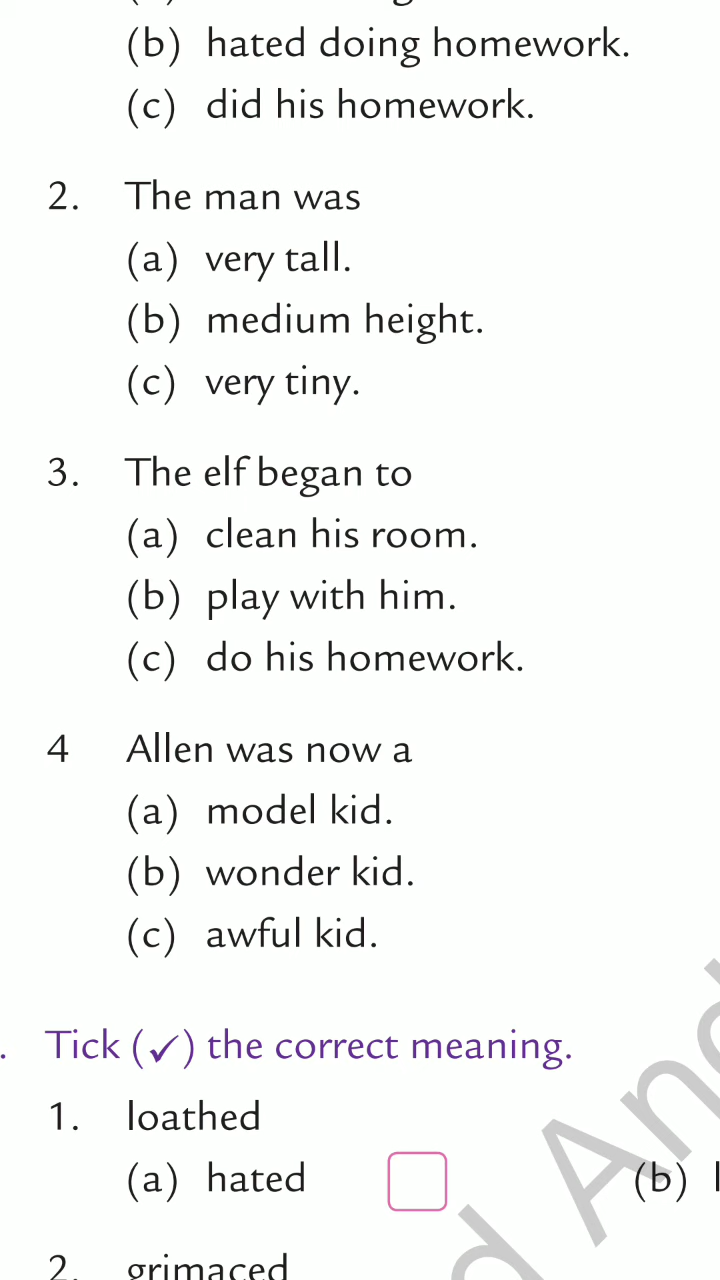 (b) hated doing homework.
(c) did his homework.
2. The man was
(a) very tall.
(b) medium height.
(c) very tiny.
3. The elf began to
(a) clean his room.
(b) play with him.
(c) do his homework.
4 Allen was now a
(a) model kid.
(b) wonder kid.
(c) awful kid.
Tick (✓) the correct meaning.
1. loathed
(a) hated (b)
2. grimaced
d And